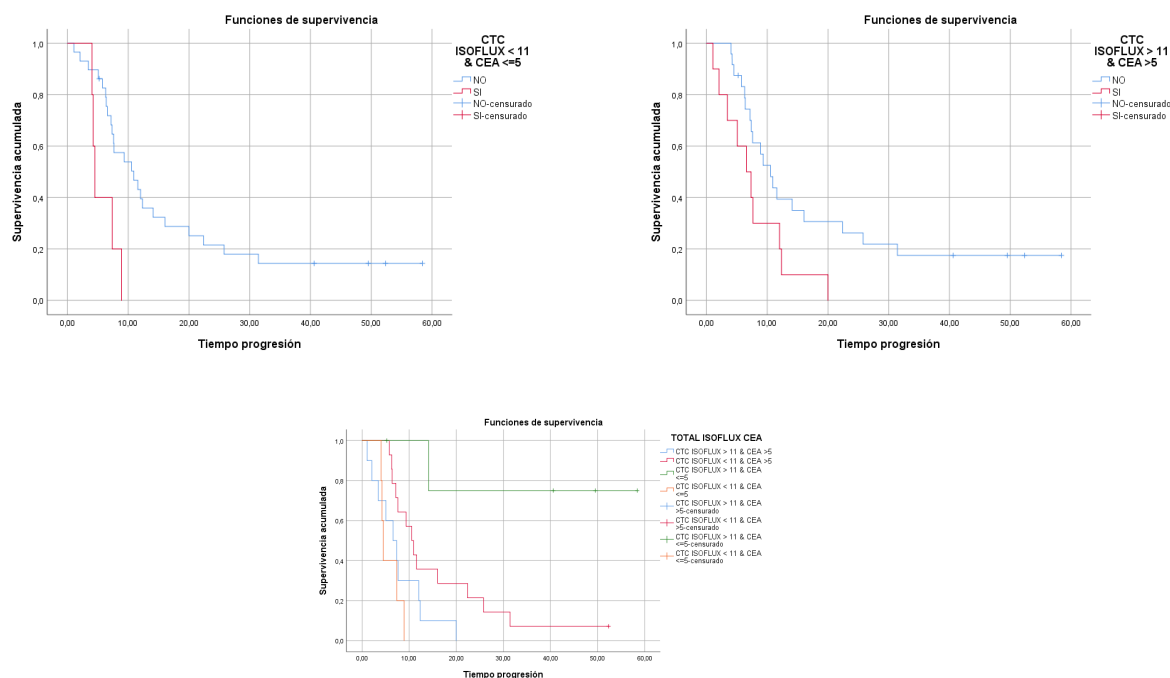 Funciones de supervivencia
CTC
ISOFLUX < 11
& CEA <=5
NO
SI
NO-censurado
SI-censurado
Supervivencia acumulada
1,0
0,8
0,6
0,4
0,2
0,0
0,00 10,00 20,00 30,00 40,00 50,00 60,00
Tiempo progresión
Funciones de supervivencia
CTC
ISOFLUX > 11
& CEA >5
NO
SI
NO-censurado
SI-censurado
Supervivencia acumulada
1,0
0,8
0,6
0,4
0,2
0,0
0,00 10,00 20,00 30,00 40,00 50,00 60,00
Tiempo progresión
Funciones de supervivencia
TOTAL ISOFLUX CEA
CTC ISOFLUX > 11 & CEA >5
CTC ISOFLUX < 11 & CEA >5
CTC ISOFLUX > 11 & CEA
<=5
CTC ISOFLUX < 11 & CEA
<=5
CTC ISOFLUX > 11 & CEA
>5-censurado
CTC ISOFLUX < 11 & CEA
>5-censurado
CTC ISOFLUX > 11 & CEA
<=5-censurado
CTC ISOFLUX < 11 & CEA
<=5-censurado
Supervivencia acumulada
1,0
0,8
0,6
0,4
0,2
0,0
0,00 10,00 20,00 30,00 40,00 50,00 60,00
Tiempo progresión